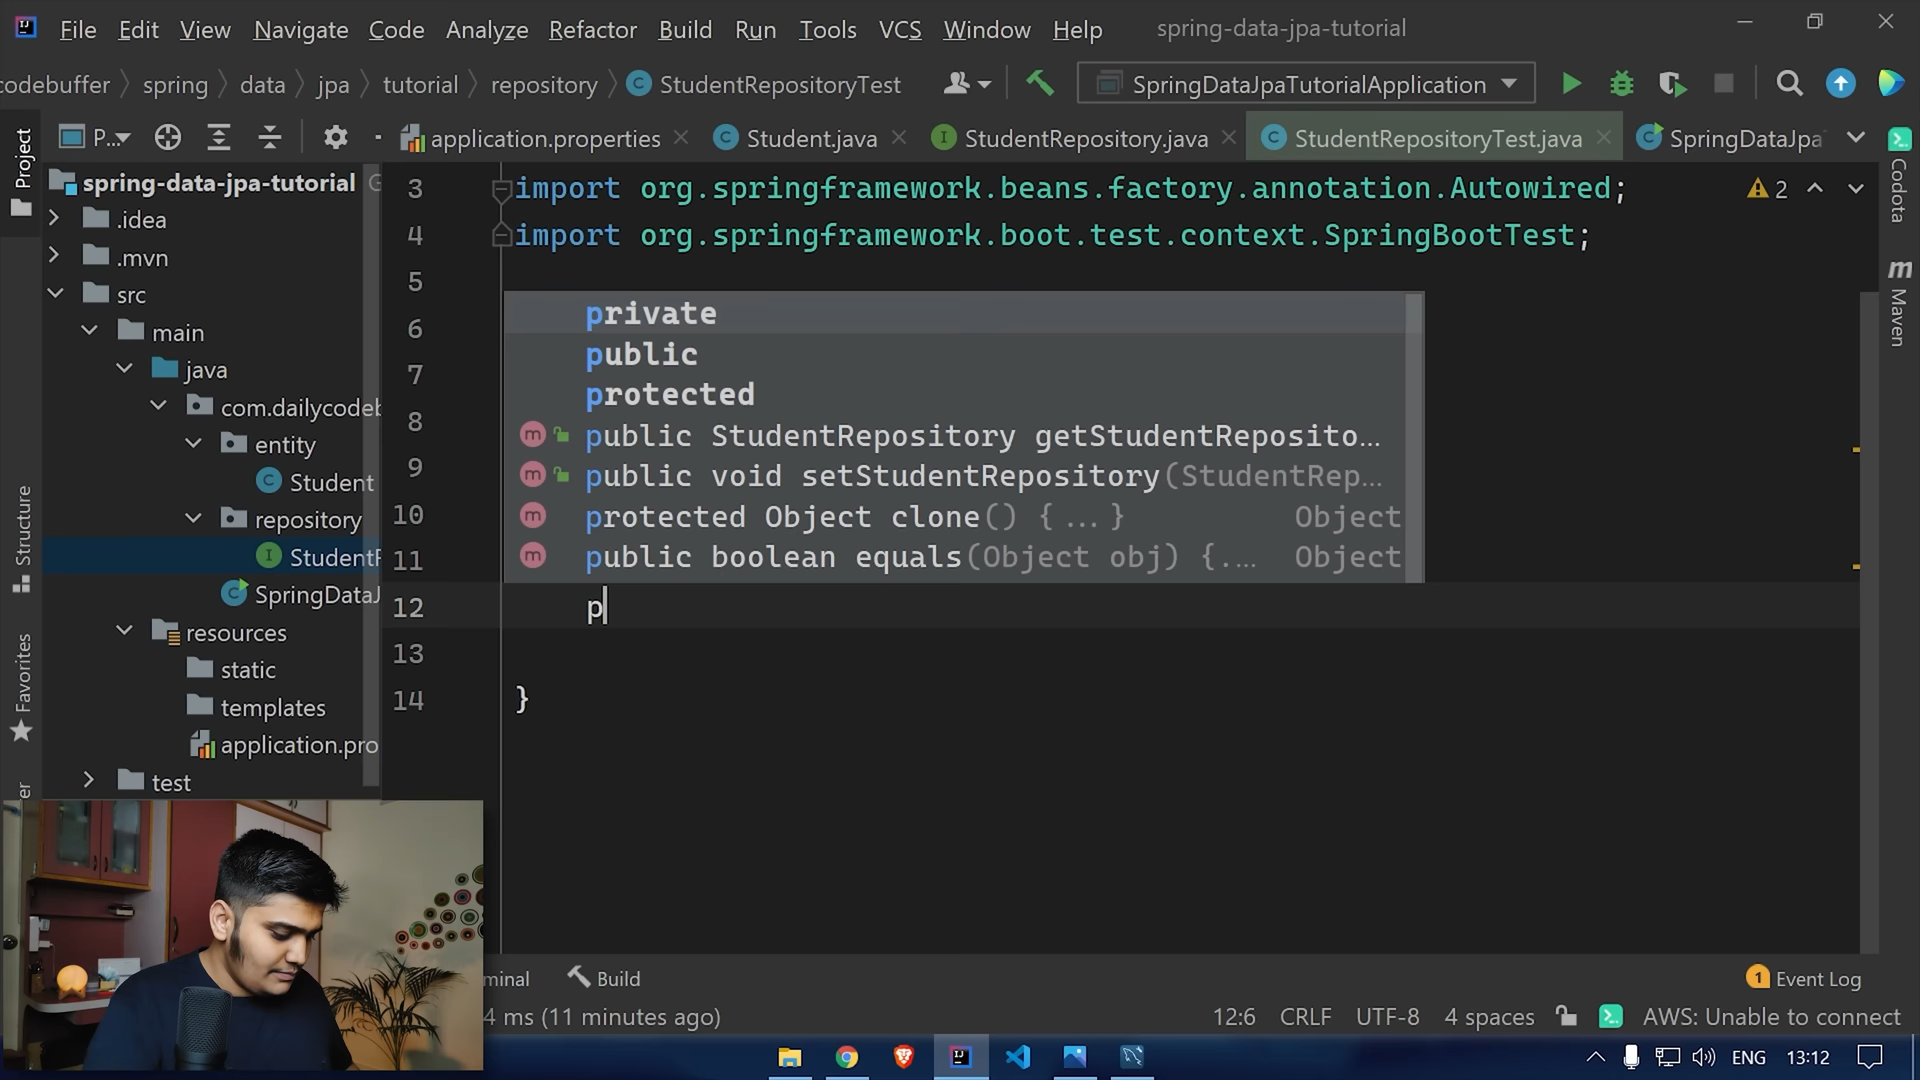 File Edit View Navigate Code Analyze Refactor Build Run Tools VCS Window Help spring-data-jpa-tutorial
codebuffer spring data jpa tutorial repository StudentRepositoryTest SpringDataJpaTutorialApplication
P... application.properties Student.java StudentRepository.java StudentRepositoryTest.java SpringDataJpa
Project
Structure
Favorites
er
spring-data-jpa-tutorial
.idea
.mvn
src
main
java
com.dailycodeb
entity
Student
repository
StudentR
SpringDataJ
resources
static
templates
application.pro
test
3 import org.springframework.beans.factory.annotation.Autowired;
4 import org.springframework.boot.test.context.SpringBootTest;
5
6
7
8
9
10
11
12 p
13
14 }
2
private
public
protected
m public StudentRepository getStudentReposito...
m public void setStudentRepository(StudentRep...
m protected Object clone() {...} Object
m public boolean equals(Object obj) {... Object
Codota
m Maven
minal Build 1 Event Log
4 ms (11 minutes ago) 12:6 CRLF UTF-8 4 spaces AWS: Unable to connect
ENG 13:12